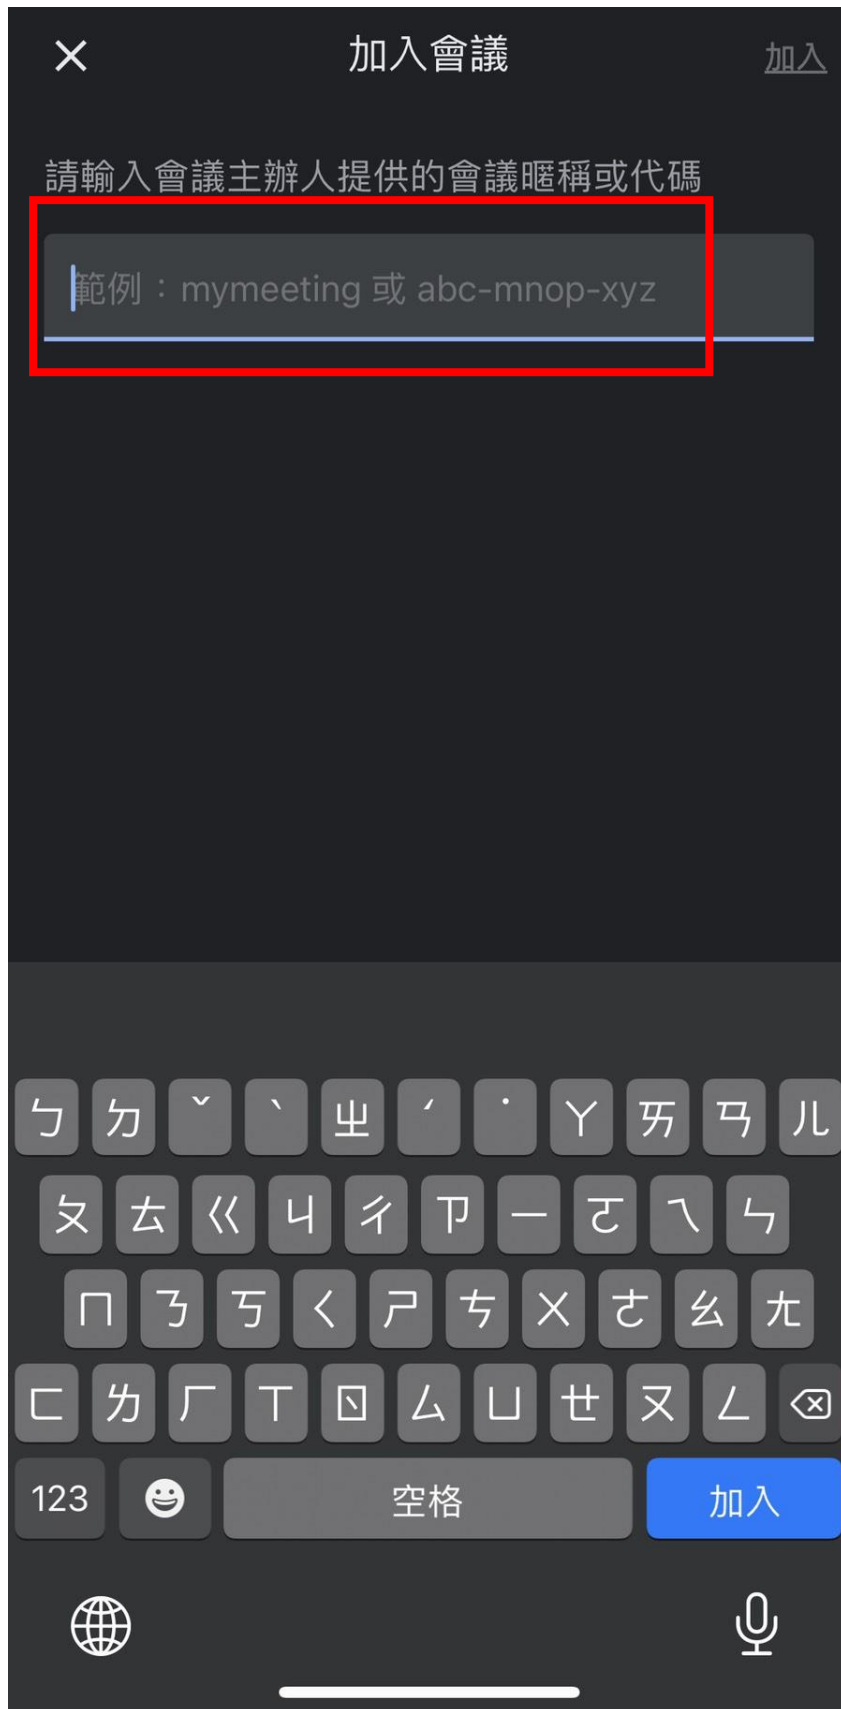 加入會議 加入
請輸入會議主辦人提供的會議暱稱或代碼
範例：mymeeting 或 abc-mnop-xyz
ㄅ ㄉ ˇ ˋ ㄓ ˊ ˙ ㄚ ㄞ ㄢ ㄦ
ㄆ ㄊ ㄍ ㄐ ㄔ ㄗ ㄧ ㄛ ㄟ ㄣ
ㄇ ㄋ ㄎ ㄑ ㄕ ㄘ ㄨ ㄜ ㄠ ㄤ
ㄈ ㄌ ㄏ ㄒ ㄖ ㄙ ㄩ ㄝ ㄡ ㄥ
123 空格 加入